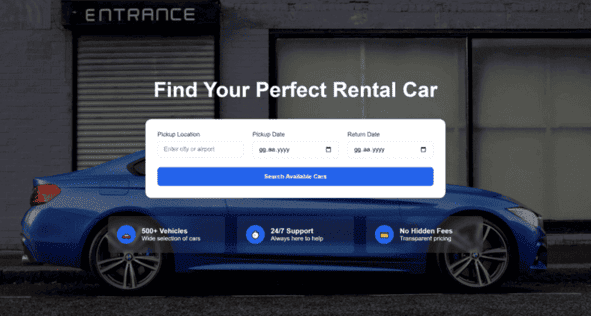 ENTRANCE
Find Your Perfect Rental Car
Pickup Location
Pickup Date
Return Date
Enter city or airport
gg.aa.yyyy
gg.aa.yyyy
Search Available Cars
500+ Vehicles
Wide selection of cars
24/7 Support
Always here to help
No Hidden Fees
Transparent pricing